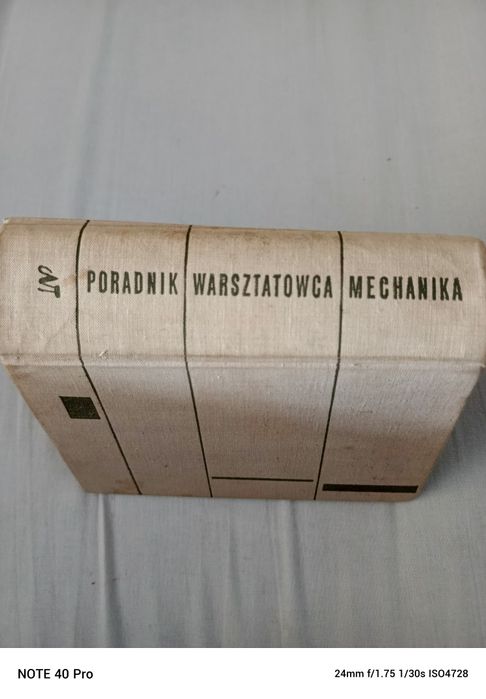 PORADNIK WARSZTATOWCA MECHANIKA
NOTE 40 Pro
24mm f/1.75 1/30s ISO4728